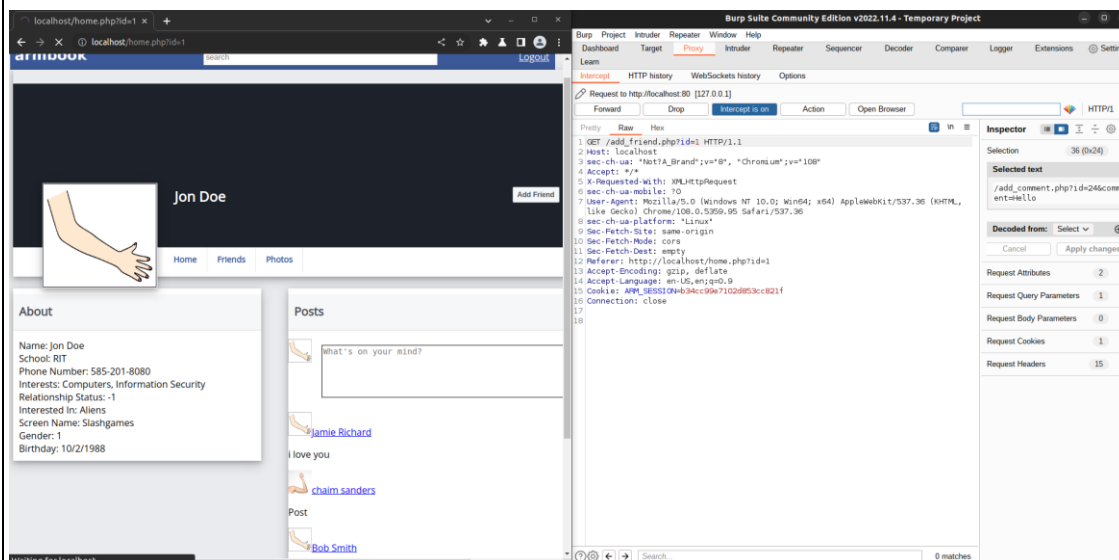 localhost/home.php?id=1
localhost/home.php?id=1
armbook
search
Logout
Jon Doe
Add Friend
Home Friends Photos
About
Name: Jon Doe
School: RIT
Phone Number: 585-201-8080
Interests: Computers, Information Security
Relationship Status: -1
Interested In: Aliens
Screen Name: Slashgames
Gender: 1
Birthday: 10/2/1988
Posts
What's on your mind?
Jamie Richard
i love you
chaim sanders
Post
Bob Smith
Burp Suite Community Edition v2022.11.4 - Temporary Project
Burp Project Intruder Repeater Window Help
Dashboard Target Proxy Intruder Repeater Sequencer Decoder Comparer Logger Extensions
Learn
Intercept HTTP history WebSockets history Options
Request to http://localhost:80 [127.0.0.1]
Forward Drop Intercept is on Action Open Browser HTTP/1
Pretty Raw Hex \n
1 GET /add_friend.php?id=1 HTTP/1.1
2 Host: localhost
3 sec-ch-ua: "Not?A_Brand";v="8", "Chromium";v="108"
4 Accept: */*
5 X-Requested-With: XMLHttpRequest
6 sec-ch-ua-mobile: ?0
7 User-Agent: Mozilla/5.0 (Windows NT 10.0; Win64; x64) AppleWebKit/537.36 (KHTML,
like Gecko) Chrome/108.0.5359.95 Safari/537.36
8 sec-ch-ua-platform: "Linux"
9 Sec-Fetch-Site: same-origin
10 Sec-Fetch-Mode: cors
11 Sec-Fetch-Dest: empty
12 Referer: http://localhost/home.php?id=1
13 Accept-Encoding: gzip, deflate
14 Accept-Language: en-US,en;q=0.9
15 Cookie: ARM_SESSION=b34cc99e7102d853cc821f
16 Connection: close
17
18
Inspector
Selection 36 (0x24)
Selected text
/add_comment.php?id=24&comm
ent=Hello
Decoded from: Select
Cancel Apply changes
Request Attributes 2
Request Query Parameters 1
Request Body Parameters 0
Request Cookies 1
Request Headers 15
Search...
0 matches